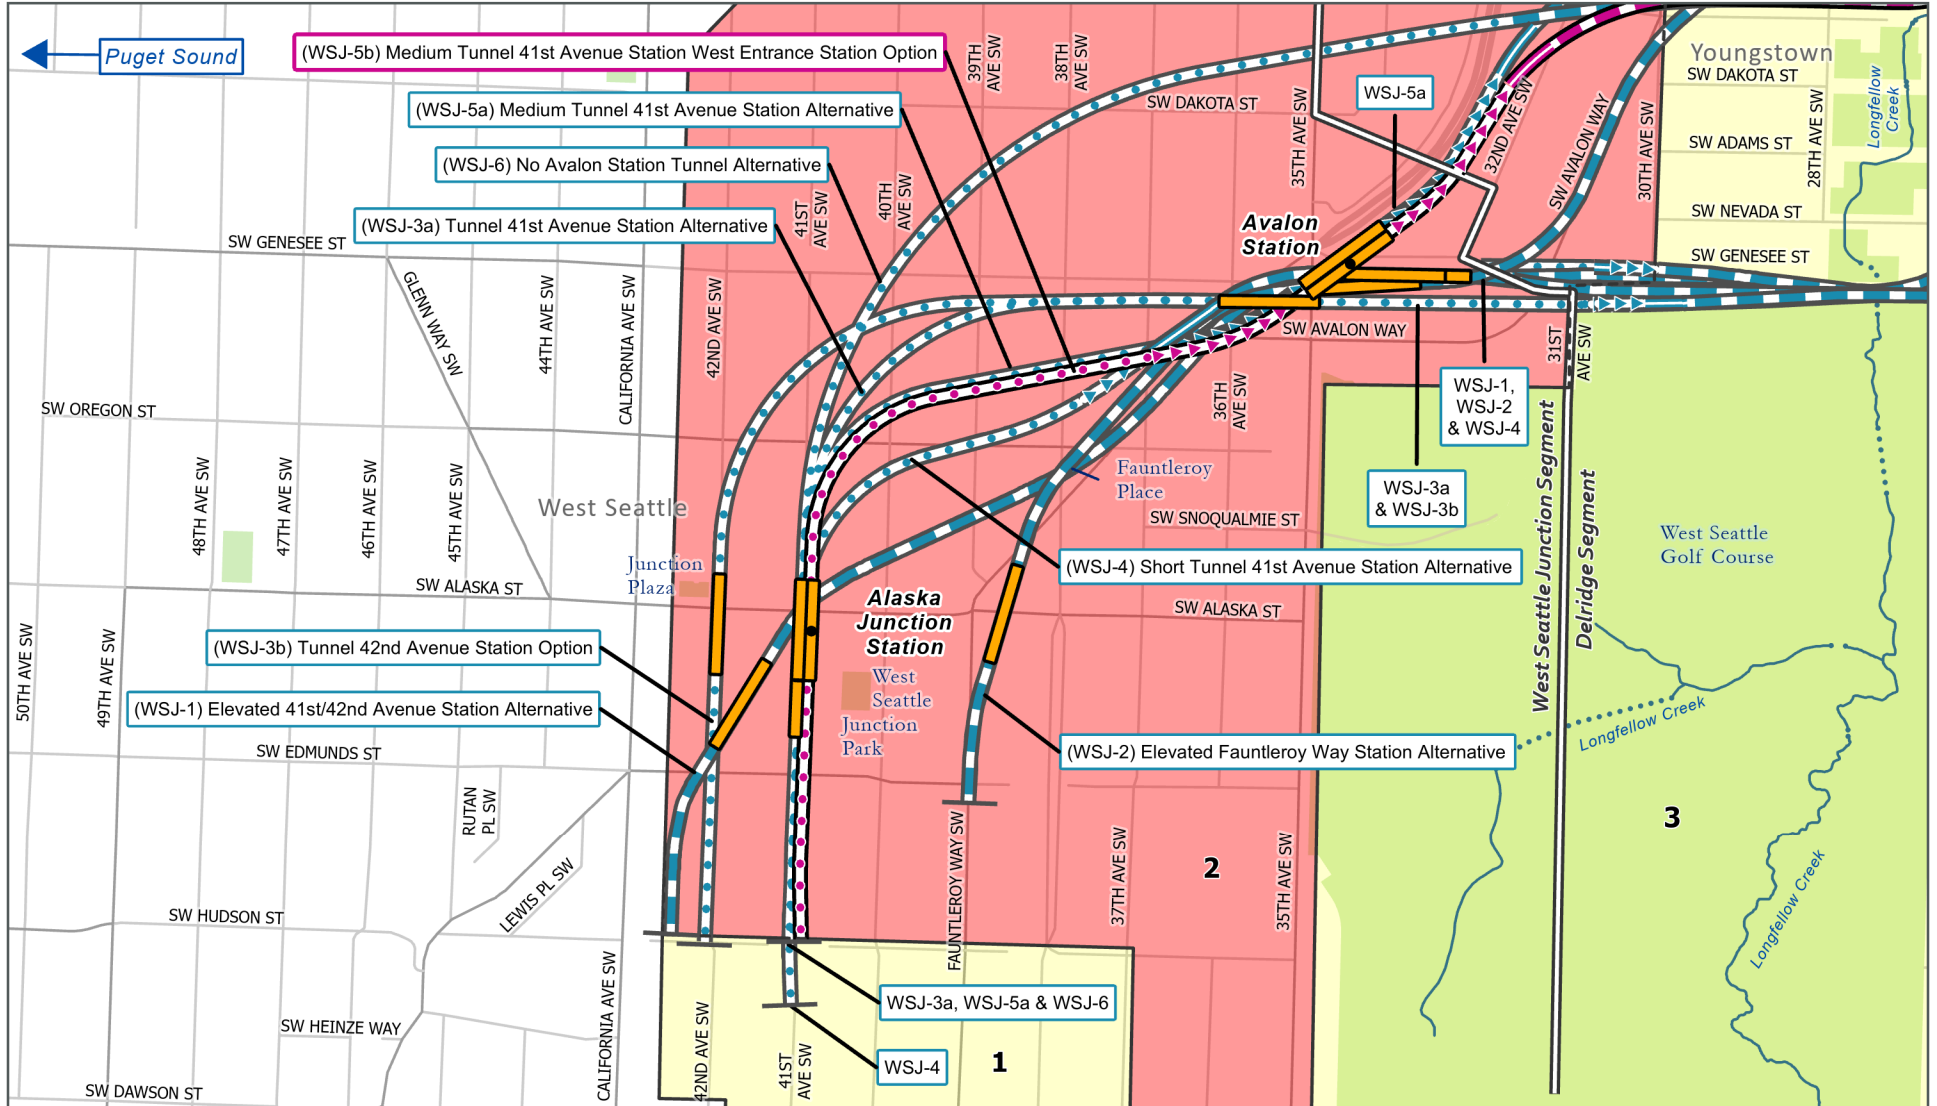 Puget Sound
(WSJ-5b) Medium Tunnel 41st Avenue Station West Entrance Station Option
39TH
AVE SW
38TH
AVE SW
Youngstown
SW DAKOTA ST
WSJ-5a
(WSJ-5a) Medium Tunnel 41st Avenue Station Alternative
SW DAKOTA ST
35TH AVE SW
32ND AVE SW
SW AVALON WAY
30TH AVE SW
28TH AVE SW
Longfellow
Creek
SW ADAMS ST
(WSJ-6) No Avalon Station Tunnel Alternative
41ST
AVE SW
40TH
AVE SW
SW NEVADA ST
(WSJ-3a) Tunnel 41st Avenue Station Alternative
Avalon
Station
SW GENESEE ST
SW GENESEE ST
GLENN WAY SW
44TH AVE SW
CALIFORNIA AVE SW
42ND AVE SW
SW AVALON WAY
31ST
AVE SW
36TH
AVE SW
WSJ-1,
WSJ-2
& WSJ-4
SW OREGON ST
48TH AVE SW
47TH AVE SW
46TH AVE SW
45TH AVE SW
West Seattle
Fauntleroy
Place
WSJ-3a
& WSJ-3b
SW SNOQUALMIE ST
West Seattle Junction Segment
Delridge Segment
West Seattle
Golf Course
Junction
Plaza
(WSJ-4) Short Tunnel 41st Avenue Station Alternative
SW ALASKA ST
Alaska
Junction
Station
SW ALASKA ST
50TH AVE SW
49TH AVE SW
(WSJ-3b) Tunnel 42nd Avenue Station Option
West
Seattle
Junction
Park
(WSJ-1) Elevated 41st/42nd Avenue Station Alternative
Longfellow Creek
SW EDMUNDS ST
(WSJ-2) Elevated Fauntleroy Way Station Alternative
RUTAN
PL SW
3
FAUNTLEROY WAY SW
37TH AVE SW
2
35TH AVE SW
LEWIS PL SW
SW HUDSON ST
Longfellow Creek
CALIFORNIA AVE SW
WSJ-3a, WSJ-5a & WSJ-6
SW HEINZE WAY
42ND AVE SW
41ST
AVE SW
WSJ-4
1
SW DAWSON ST